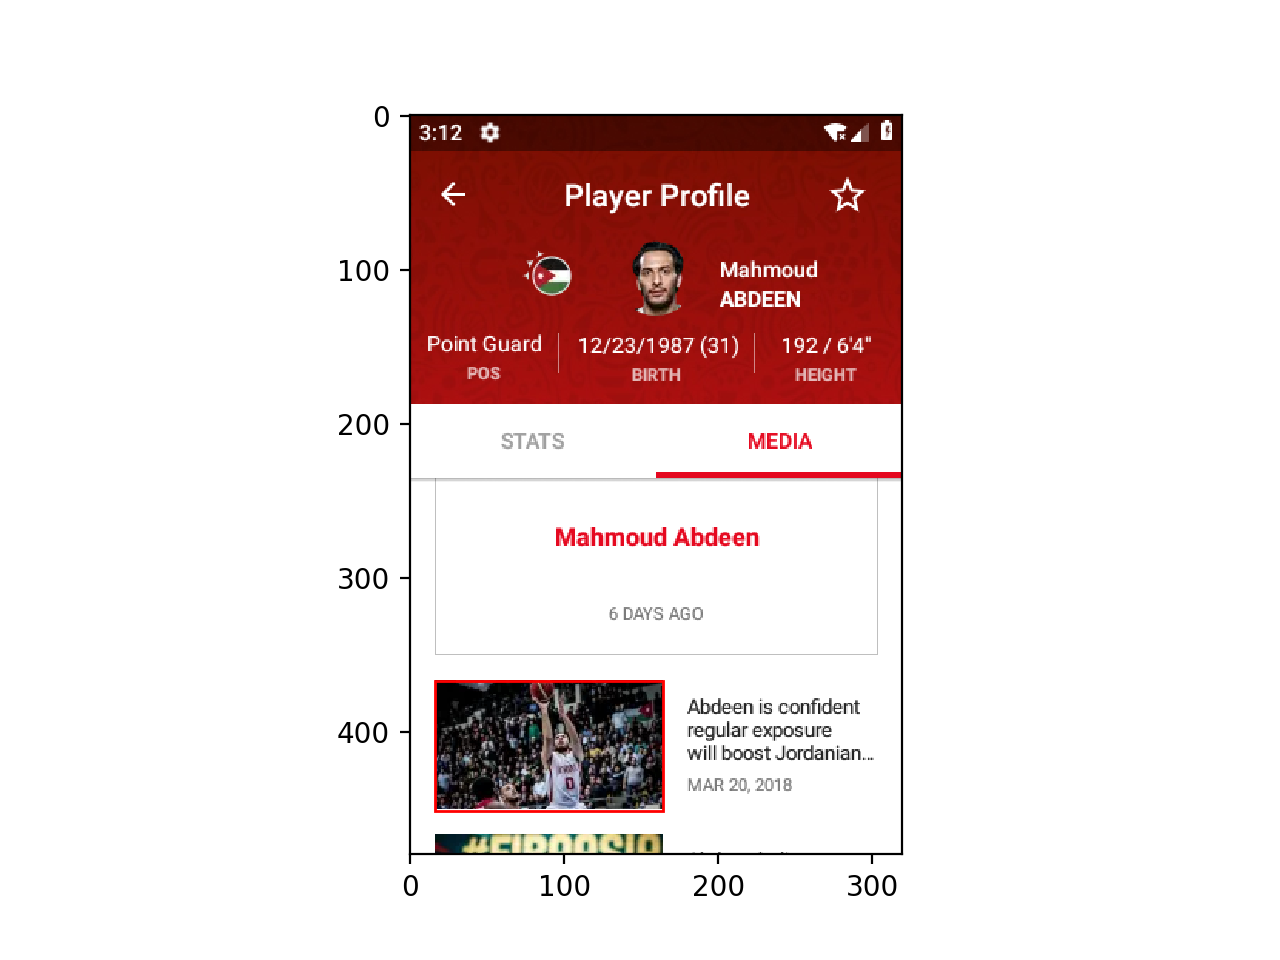 0
100
200
300
400
3:12
Player Profile
Mahmoud
ABDEEN
Point Guard
POS
12/23/1987 (31)
BIRTH
192 / 6'4"
HEIGHT
STATS
MEDIA
Mahmoud Abdeen
6 DAYS AGO
0
Abdeen is confident
regular exposure
will boost Jordanian...
MAR 20, 2018
0
100
200
300